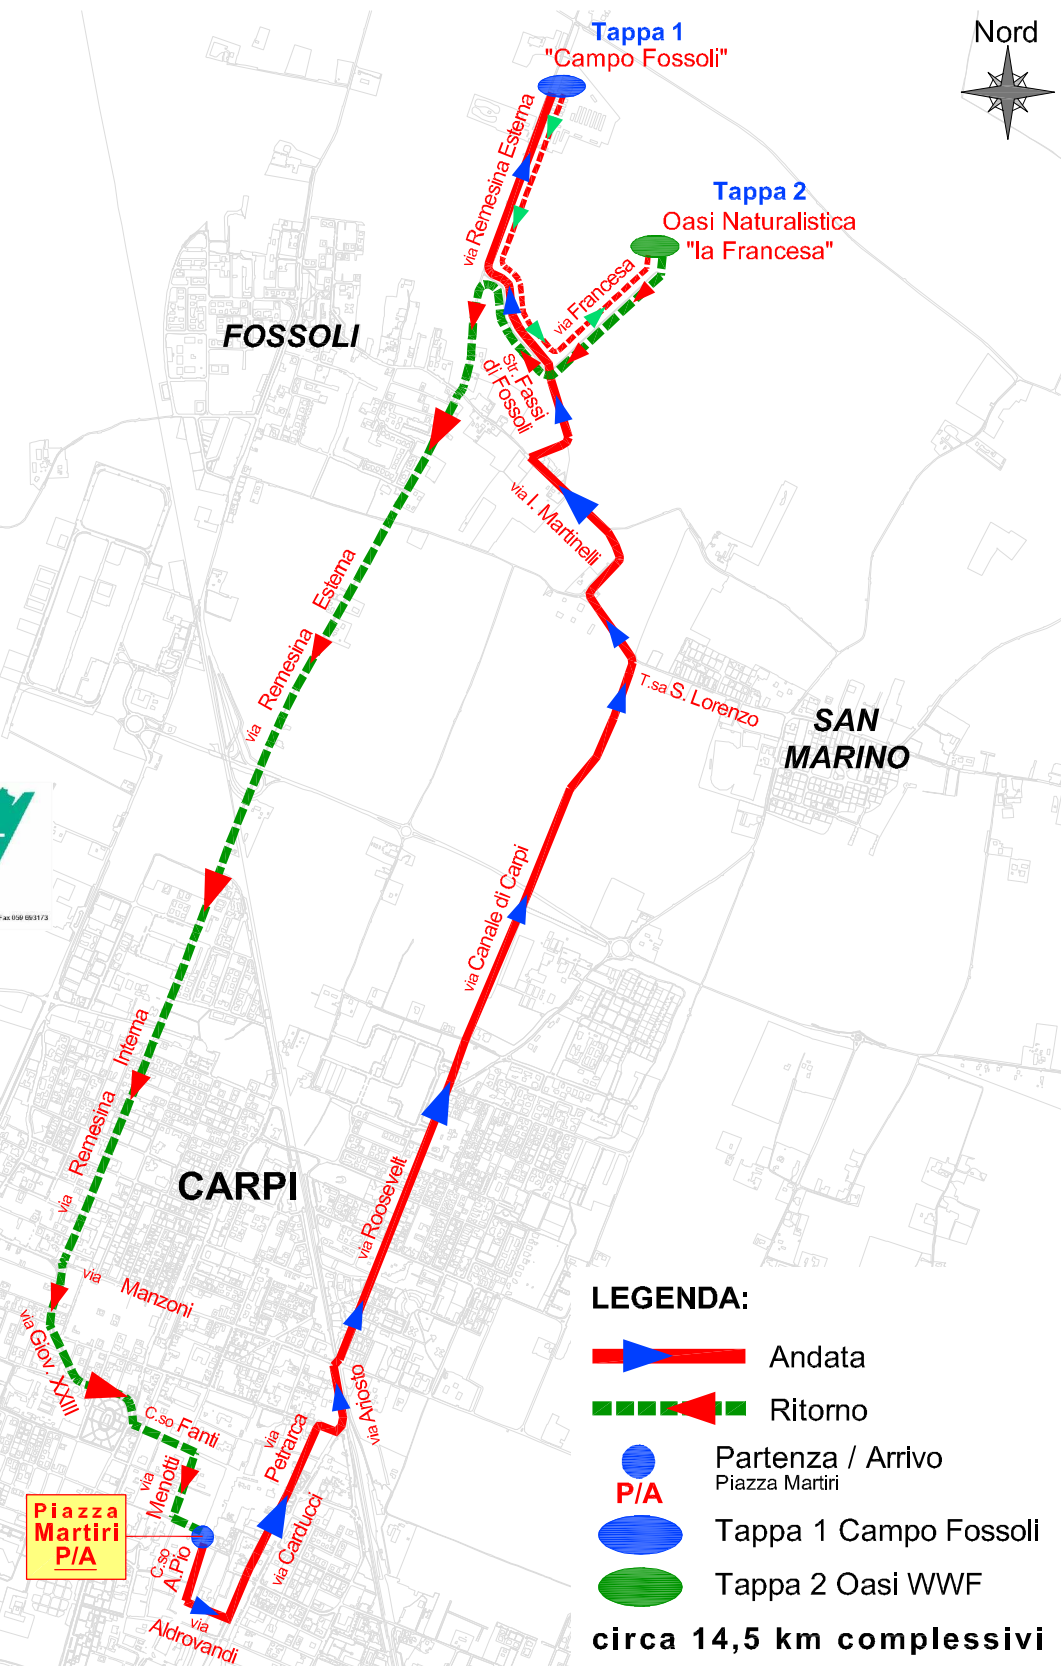 Nord
Tappa 1
"Campo Fossoli"
via Remesina Esterna
Tappa 2
Oasi Naturalistica
"la Francesa"
via Francesa
FOSSOLI
Str. Fassi
di Fossoli
via I. Martinelli
via Remesina Esterna
T.sa S. Lorenzo
SAN
MARINO
Fax 059 693173
via Canale di Carpi
via Remesina Interna
CARPI
via Roosevelt
via Manzoni
via Giov. XXIII
C.so Fanti
via Ariosto
via
Petrarca
via
Menotti
via Carducci
Piazza
Martiri
P/A
C.so
A.Pio
via
Aldrovandi
LEGENDA:
Andata
Ritorno
Partenza / Arrivo
Piazza Martiri
P/A
Tappa 1 Campo Fossoli
Tappa 2 Oasi WWF
circa 14,5 km complessivi